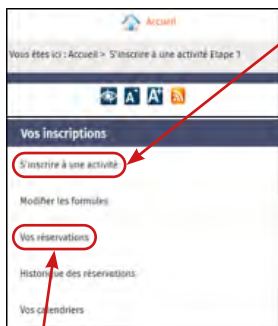 Accueil
Vous êtes ici : Accueil > S'inscrire à une activité Etape 1
A- A+
Vos inscriptions
S'inscrire à une activité
Modifier les formules
Vos réservations
Historique des réservations
Vos calendriers